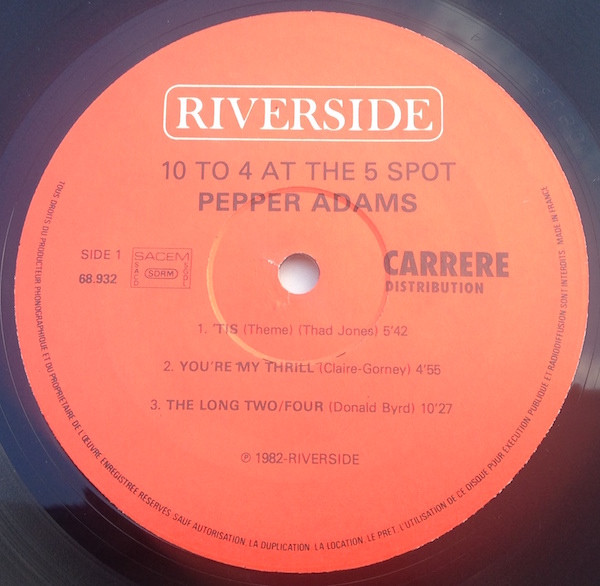 RIVERSIDE
10 TO 4 AT THE 5 SPOT
PEPPER ADAMS
SIDE 1
68.932
SACEM
SACD
SDRM
SGDL
CARRERE
DISTRIBUTION
1. 'TIS (Theme) (Thad Jones) 5'42
2. YOU'RE MY THRILL (Claire-Gorney) 4'55
3. THE LONG TWO/FOUR (Donald Byrd) 10'27
℗ 1982-RIVERSIDE
TOUS DROITS DU PRODUCTEUR PHONOGRAPHIQUE ET DU PROPRIETAIRE DE L'ŒUVRE ENREGISTREE RESERVES. SAUF AUTORISATION, LA DUPLICATION, LA LOCATION, LE PRET, L'UTILISATION DE CE DISQUE POUR EXECUTION PUBLIQUE ET RADIODIFFUSION SONT INTERDITS. MADE IN FRANCE